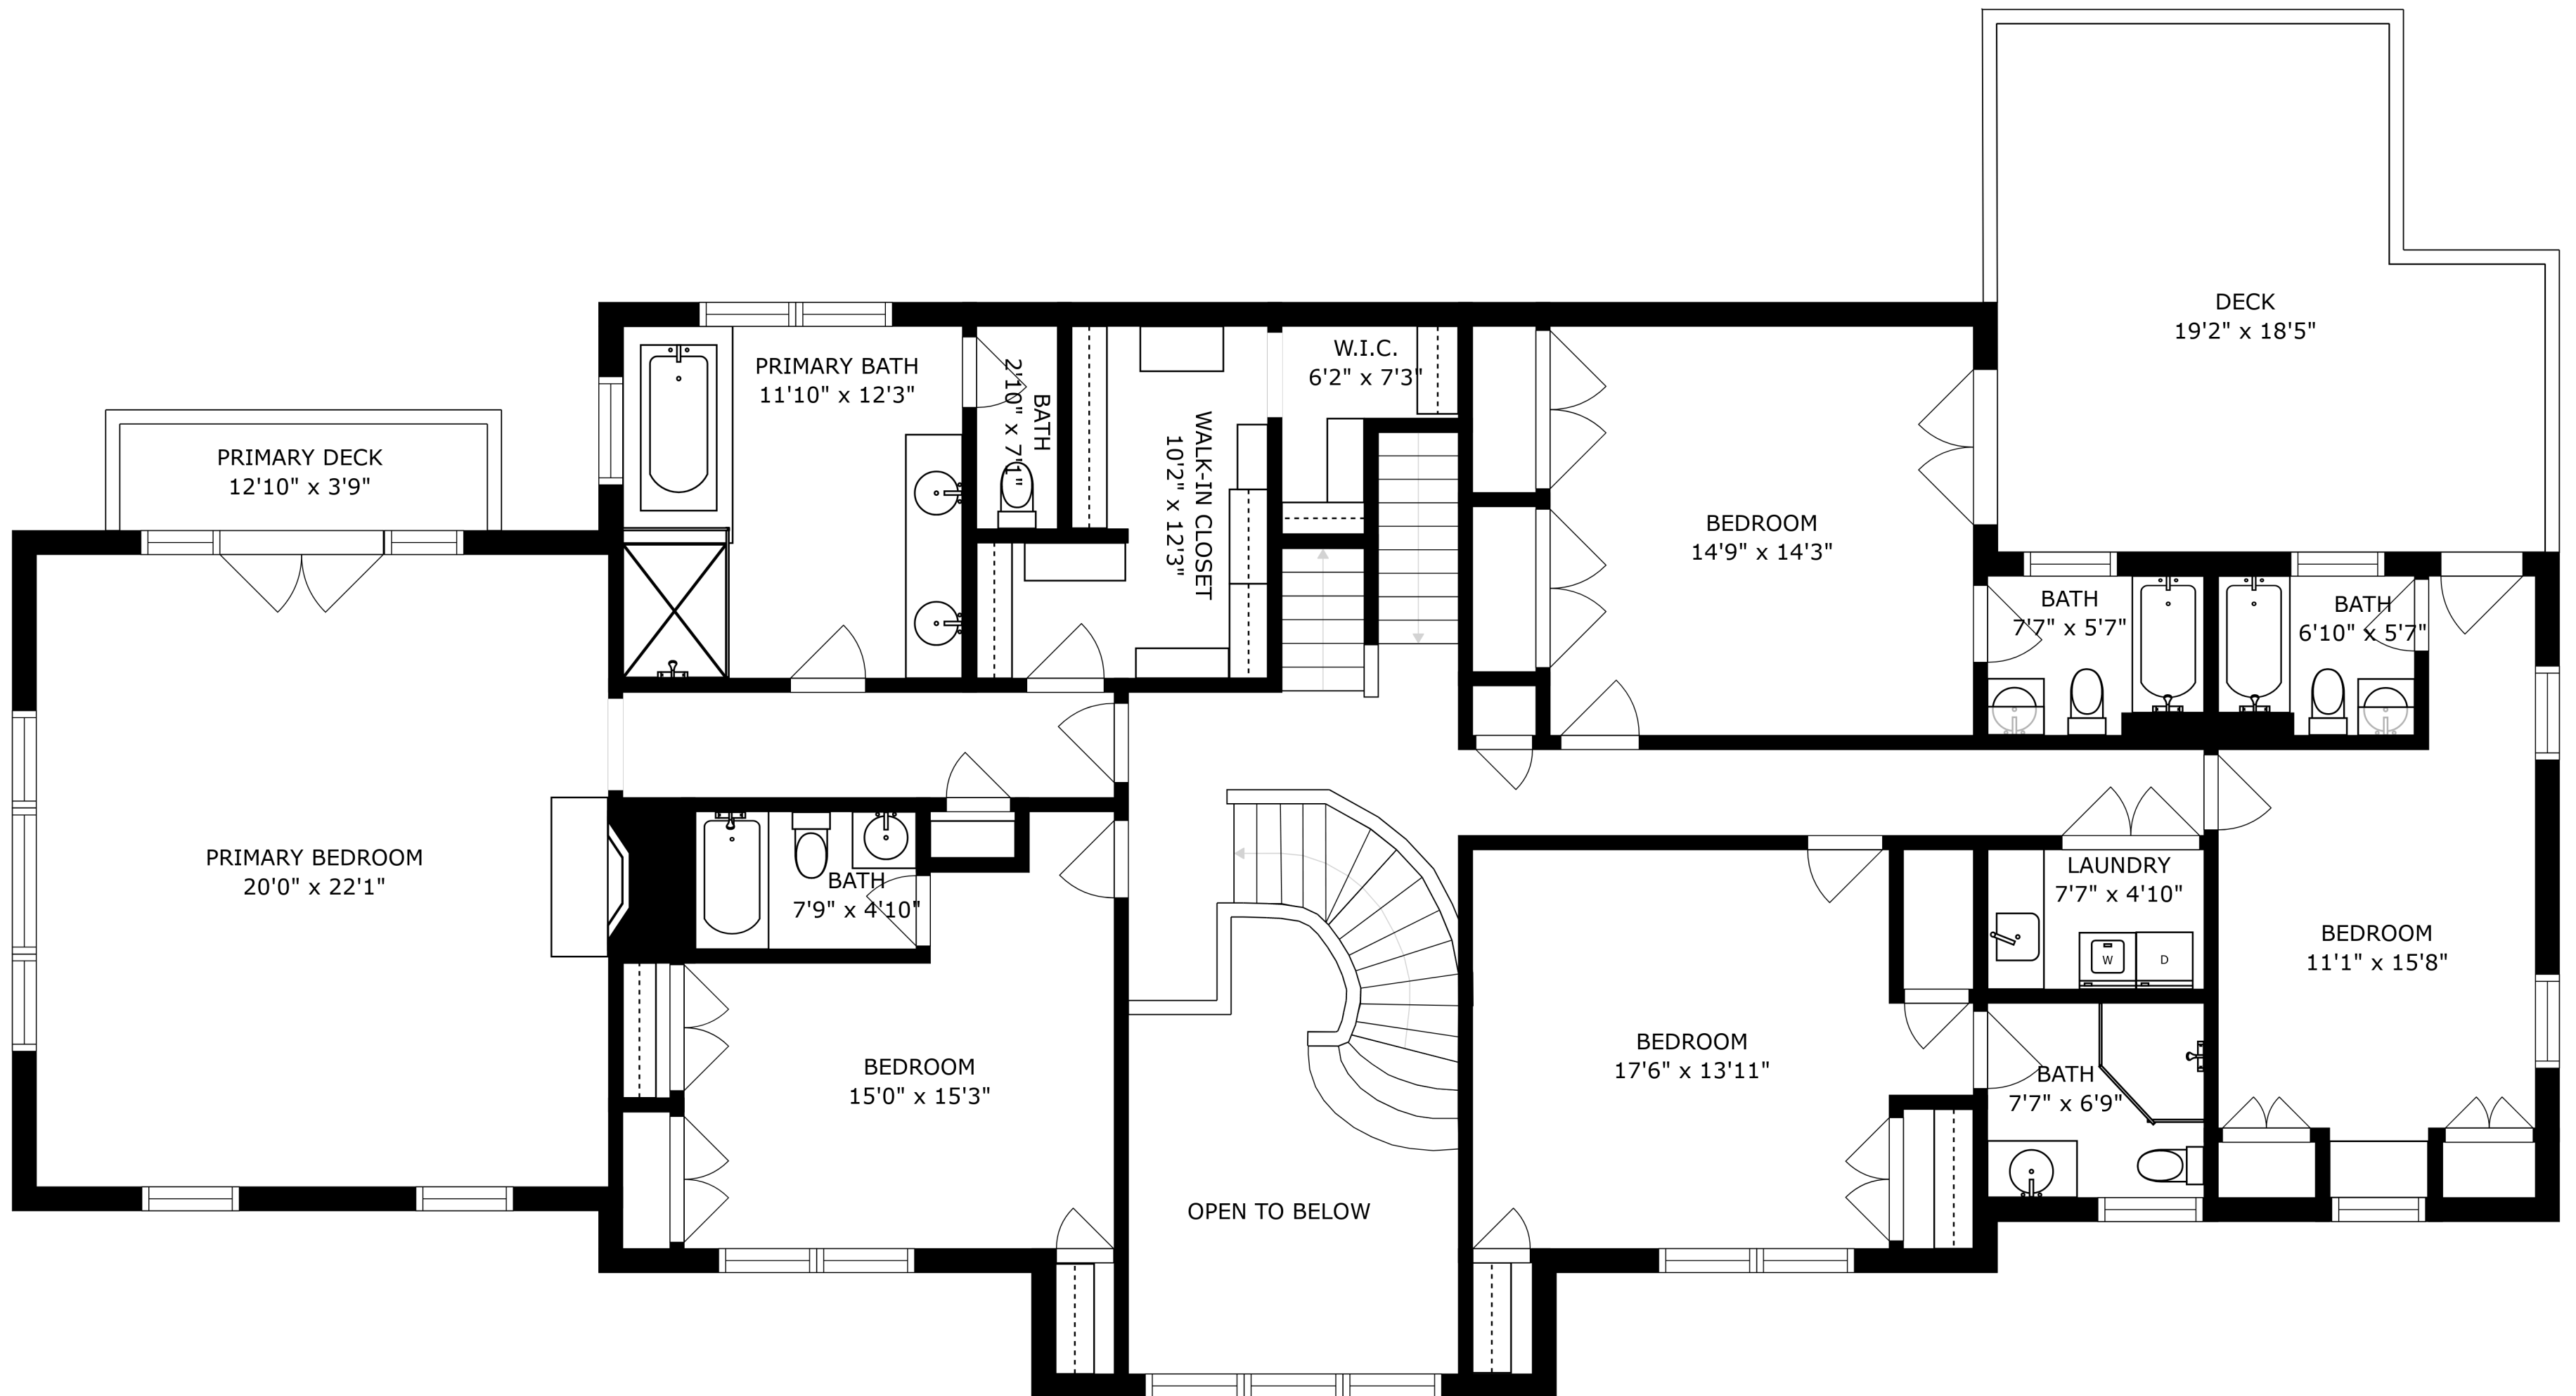 DECK
19'2" x 18'5"
PRIMARY BATH
11'10" x 12'3"
BATH
2'10" x 7'1"
WALK-IN CLOSET
10'2" x 12'3"
W.I.C.
6'2" x 7'3"
PRIMARY DECK
12'10" x 3'9"
BEDROOM
14'9" x 14'3"
BATH
7'7" x 5'7"
BATH
6'10" x 5'7"
PRIMARY BEDROOM
20'0" x 22'1"
BATH
7'9" x 4'10"
LAUNDRY
7'7" x 4'10"
W
D
BEDROOM
11'1" x 15'8"
BEDROOM
15'0" x 15'3"
BEDROOM
17'6" x 13'11"
BATH
7'7" x 6'9"
OPEN TO BELOW